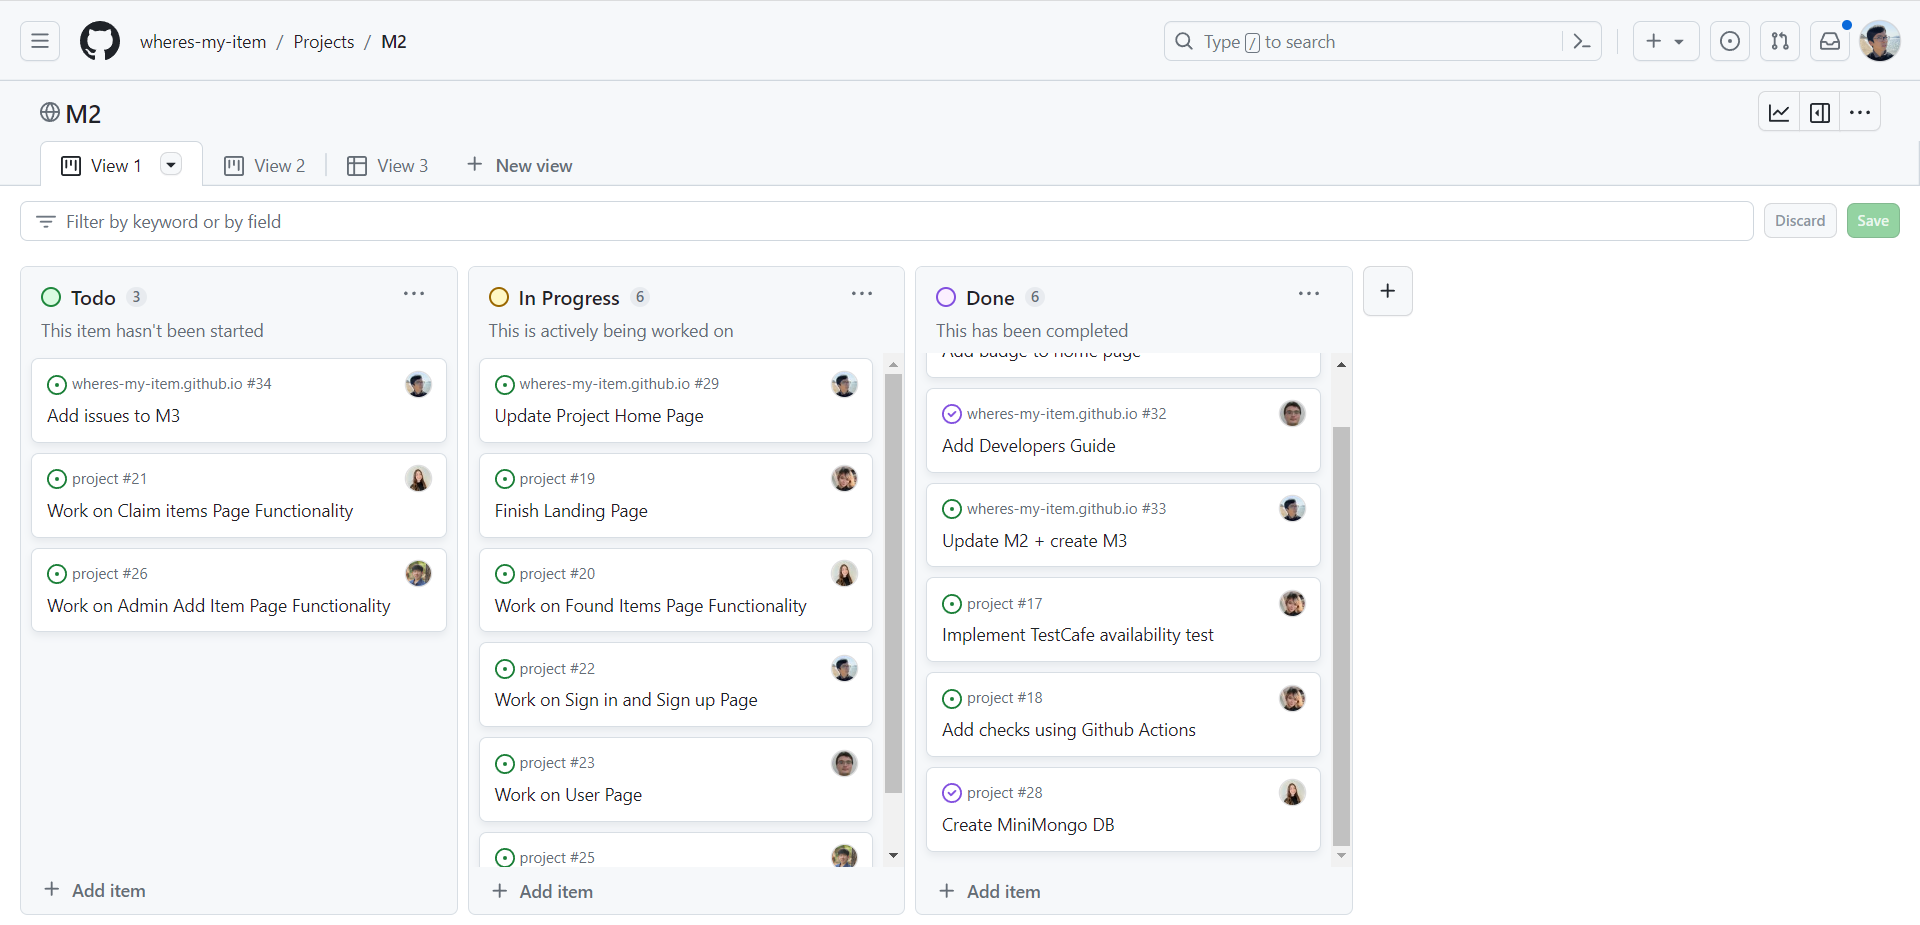 wheres-my-item / Projects / M2
Type / to search
M2
View 1
View 2
View 3
New view
Filter by keyword or by field
Discard
Save
Todo 3
This item hasn't been started
wheres-my-item.github.io #34
Add issues to M3
project #21
Work on Claim items Page Functionality
project #26
Work on Admin Add Item Page Functionality
Add item
In Progress 6
This is actively being worked on
wheres-my-item.github.io #29
Update Project Home Page
project #19
Finish Landing Page
project #20
Work on Found Items Page Functionality
project #22
Work on Sign in and Sign up Page
project #23
Work on User Page
project #25
Add item
Done 6
This has been completed
Add badge to home page
wheres-my-item.github.io #32
Add Developers Guide
wheres-my-item.github.io #33
Update M2 + create M3
project #17
Implement TestCafe availability test
project #18
Add checks using Github Actions
project #28
Create MiniMongo DB
Add item